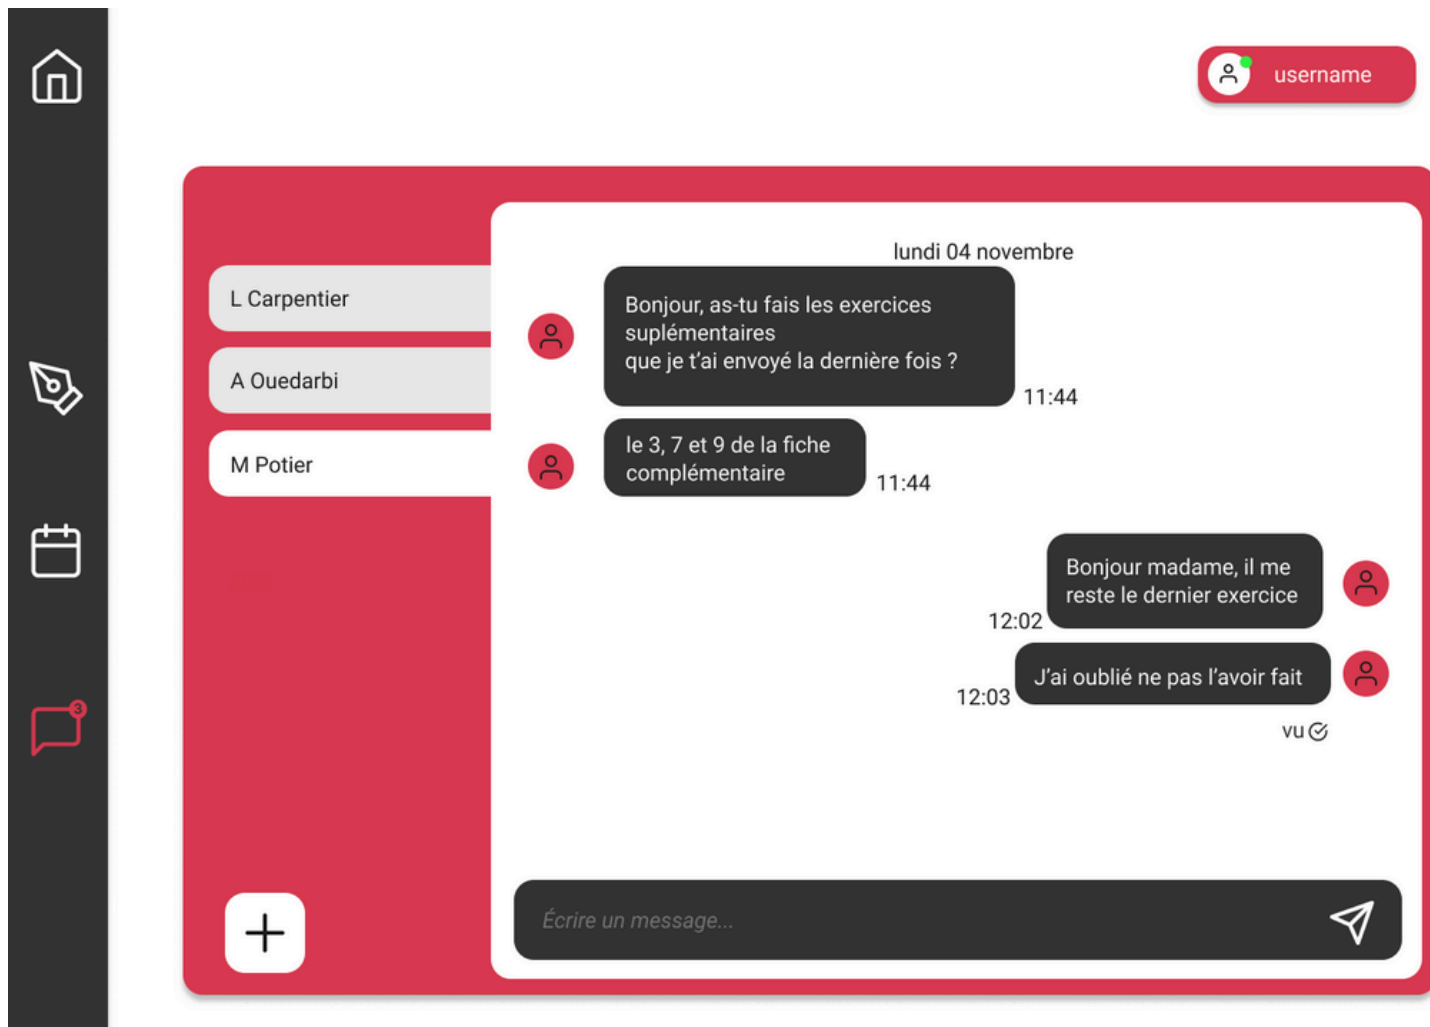 username
L Carpentier
A Ouedarbi
M Potier
lundi 04 novembre
Bonjour, as-tu fais les exercices
suplémentaires
que je t'ai envoyé la dernière fois ?
11:44
le 3, 7 et 9 de la fiche
complémentaire
11:44
Bonjour madame, il me
reste le dernier exercice
12:02
J'ai oublié ne pas l'avoir fait
12:03
vu
3
Écrire un message...